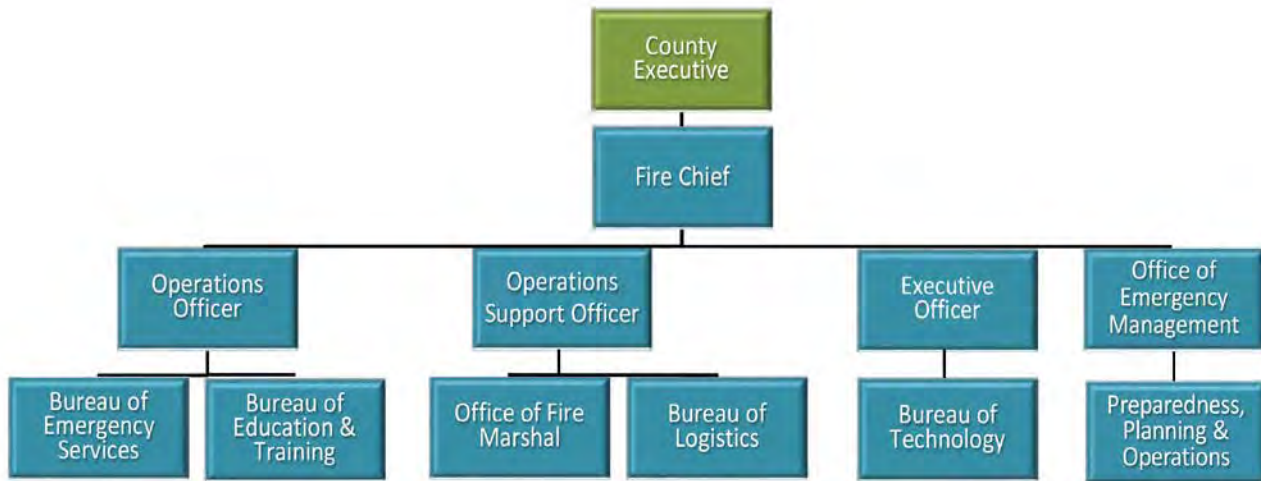 County
Executive
Fire Chief
Operations
Officer
Operations
Support Officer
Executive
Officer
Office of
Emergency
Management
Bureau of
Emergency
Services
Bureau of
Education &
Training
Office of Fire
Marshal
Bureau of
Logistics
Bureau of
Technology
Preparedness,
Planning &
Operations